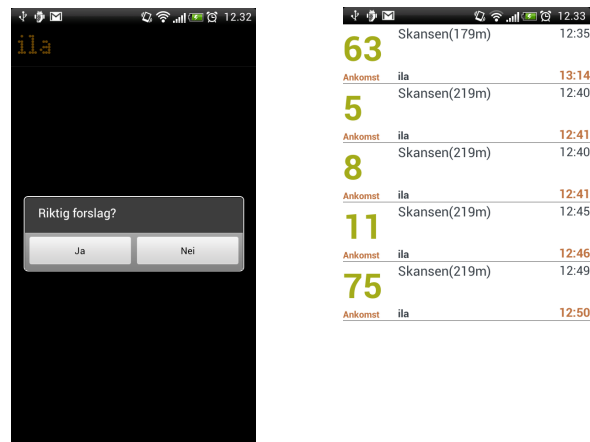 12.32
ila
Riktig forslag?
Ja Nei
12.33
63 Skansen(179m) 12:35
Ankomst ila 13:14
5 Skansen(219m) 12:40
Ankomst ila 12:41
8 Skansen(219m) 12:40
Ankomst ila 12:41
11 Skansen(219m) 12:45
Ankomst ila 12:46
75 Skansen(219m) 12:49
Ankomst ila 12:50